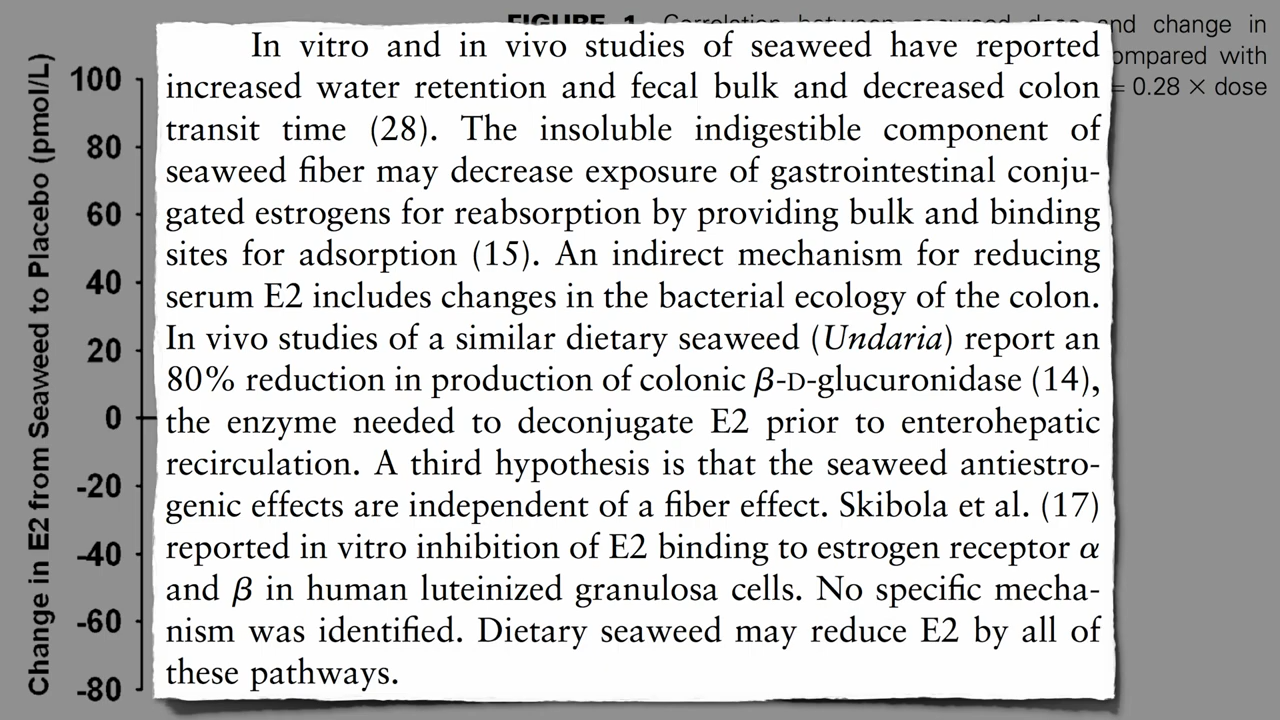 and change in
ompared with
= 0.28 × dose
Change in E2 from Seaweed to Placebo (pmol/L)
100
80
60
40
20
0
-20
-40
-60
-80
In vitro and in vivo studies of seaweed have reported
increased water retention and fecal bulk and decreased colon
transit time (28). The insoluble indigestible component of
seaweed fiber may decrease exposure of gastrointestinal conju-
gated estrogens for reabsorption by providing bulk and binding
sites for adsorption (15). An indirect mechanism for reducing
serum E2 includes changes in the bacterial ecology of the colon.
In vivo studies of a similar dietary seaweed (Undaria) report an
80% reduction in production of colonic β-D-glucuronidase (14),
the enzyme needed to deconjugate E2 prior to enterohepatic
recirculation. A third hypothesis is that the seaweed antiestro-
genic effects are independent of a fiber effect. Skibola et al. (17)
reported in vitro inhibition of E2 binding to estrogen receptor α
and β in human luteinized granulosa cells. No specific mecha-
nism was identified. Dietary seaweed may reduce E2 by all of
these pathways.